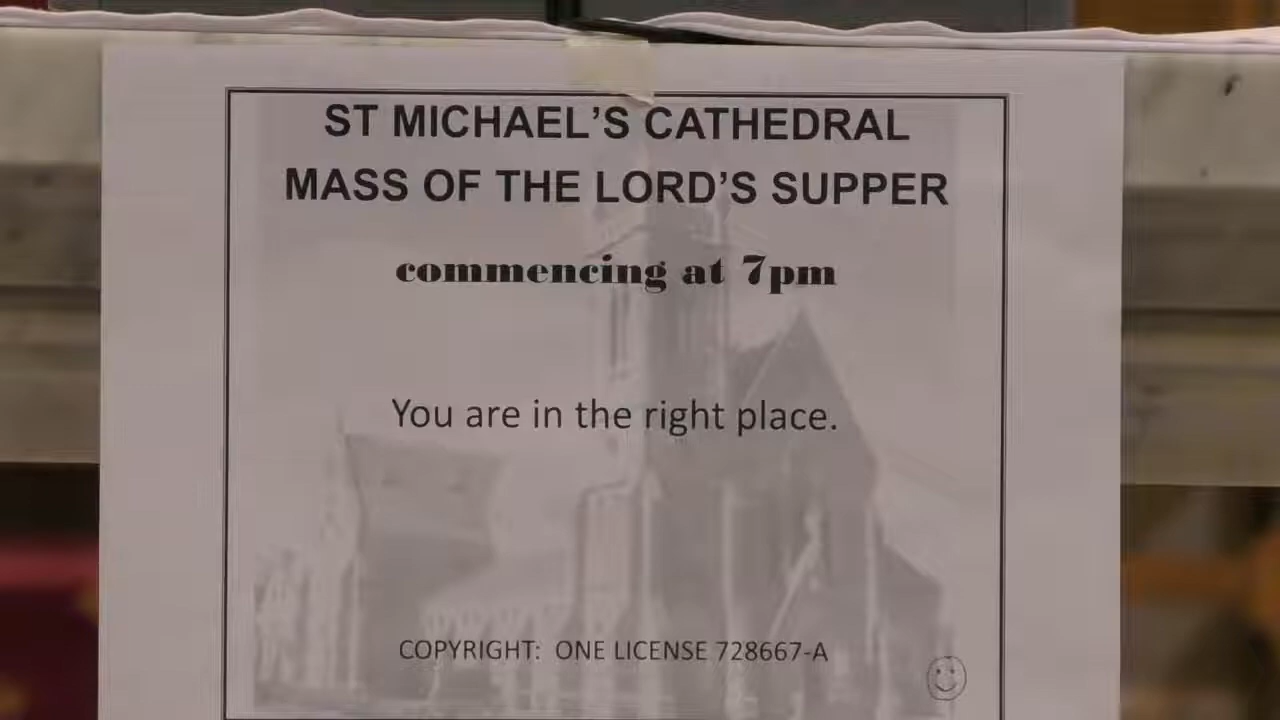 ST MICHAEL’S CATHEDRAL
MASS OF THE LORD’S SUPPER
commencing at 7pm
You are in the right place.
COPYRIGHT: ONE LICENSE 728667-A